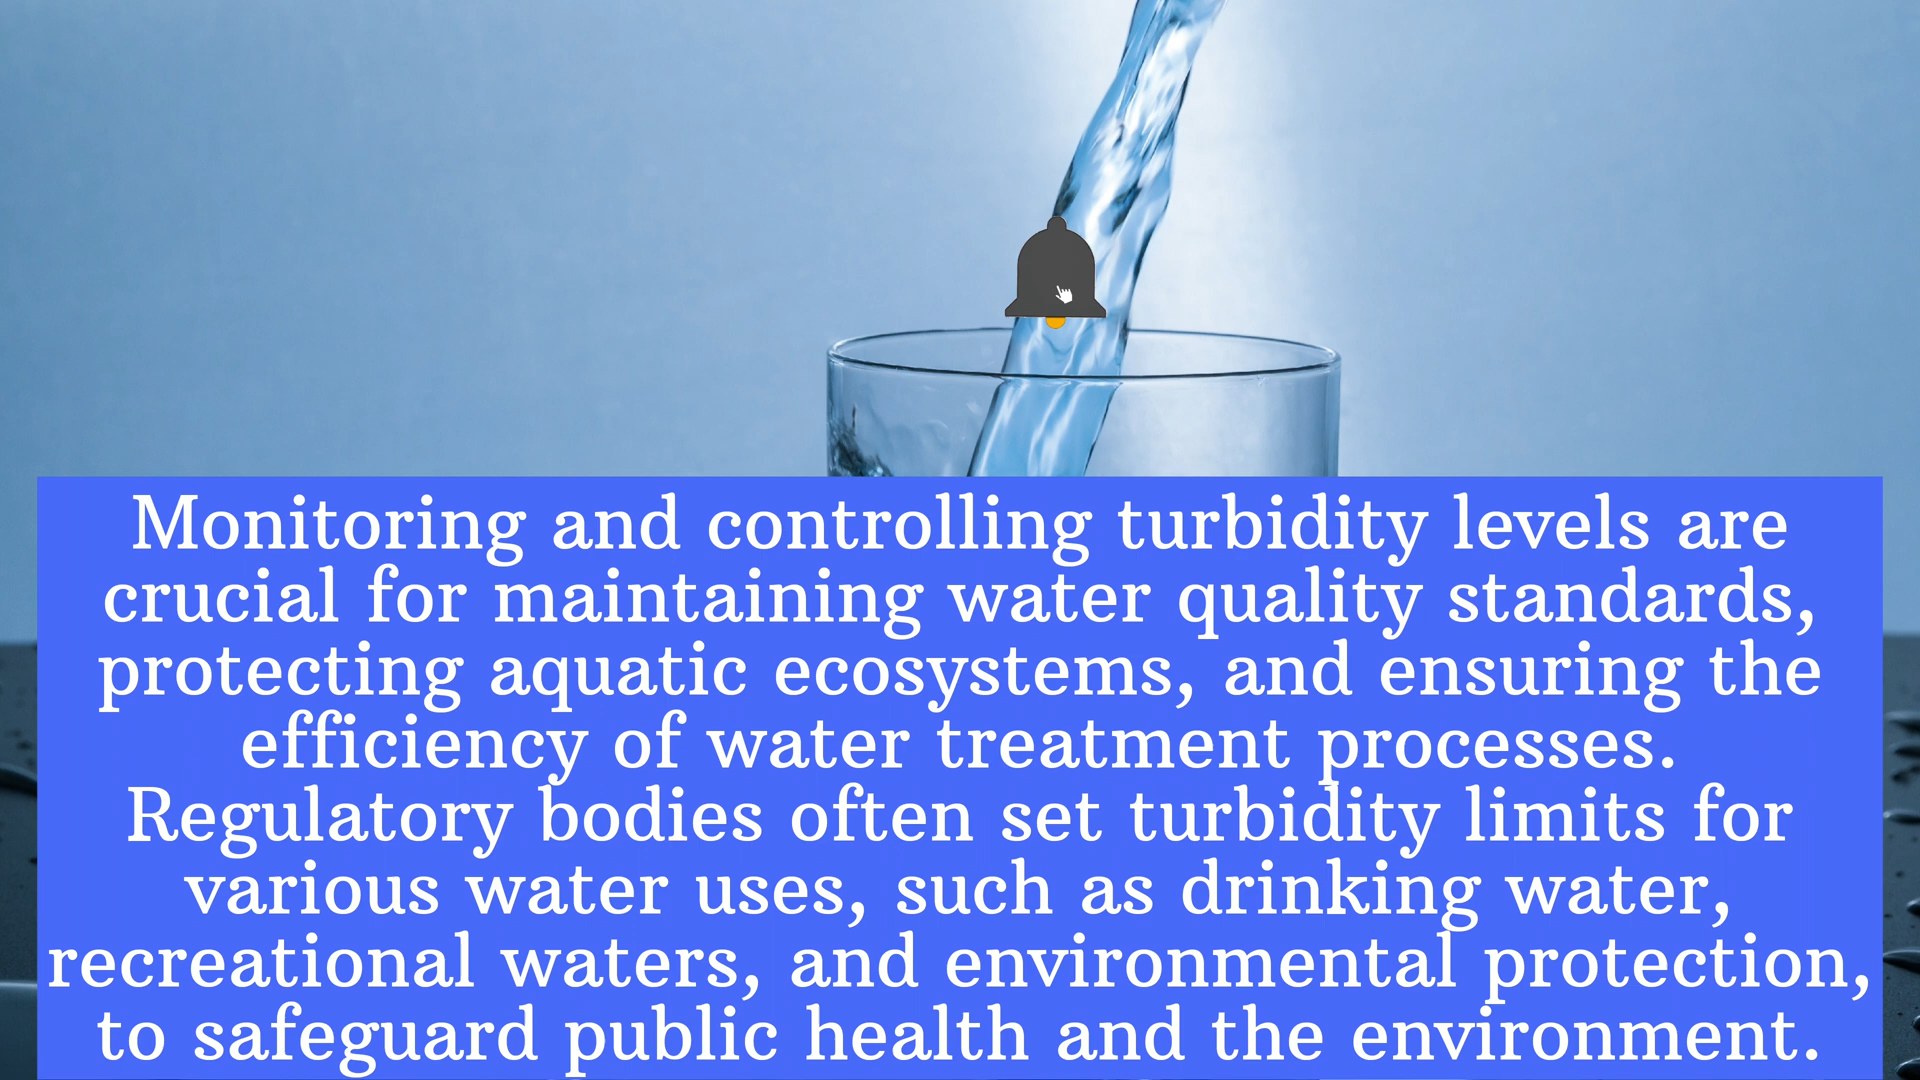 Monitoring and controlling turbidity levels are
crucial for maintaining water quality standards,
protecting aquatic ecosystems, and ensuring the
efficiency of water treatment processes.
Regulatory bodies often set turbidity limits for
various water uses, such as drinking water,
recreational waters, and environmental protection,
to safeguard public health and the environment.